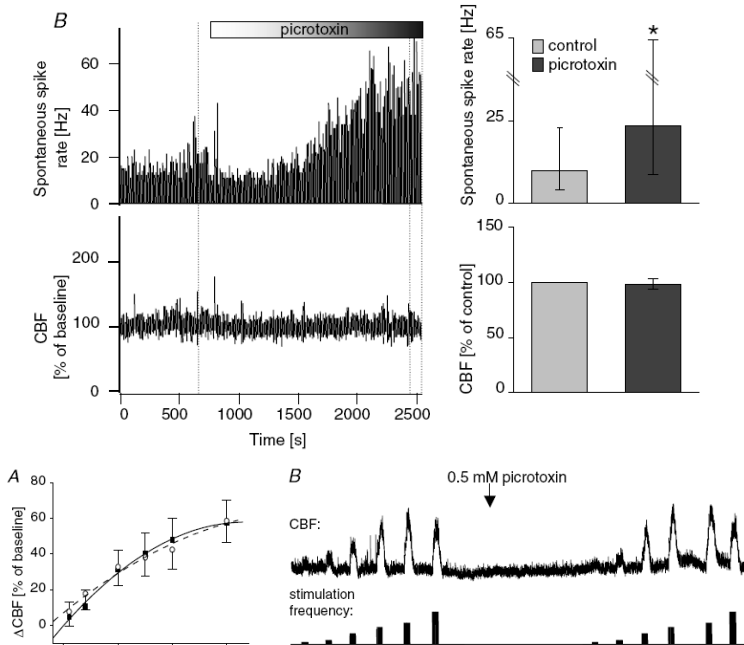 B
picrotoxin
Spontaneous spike
rate [Hz]
60
40
20
0
CBF
[% of baseline]
200
100
0
0 500 1000 1500 2000 2500
Time [s]
Spontaneous spike rate [Hz]
65
25
0
*
control
picrotoxin
CBF [% of control]
150
100
50
0
A
ΔCBF [% of baseline]
80
60
40
20
0
B
0.5 mM picrotoxin
CBF:
stimulation
frequency: